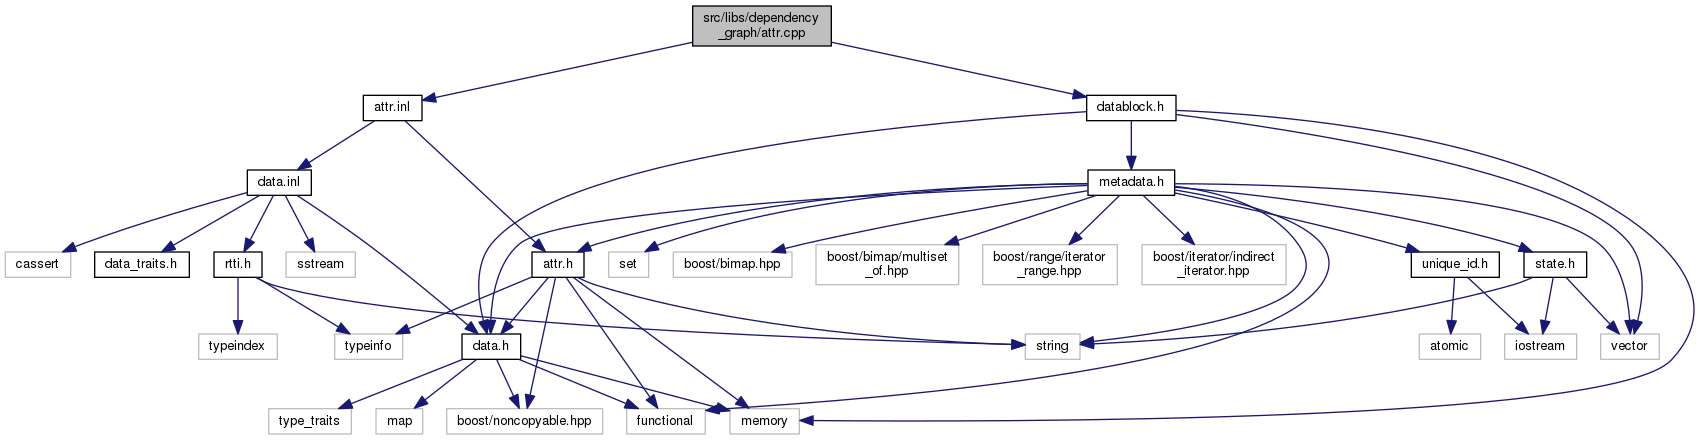 src/libs/dependency
_graph/attr.cpp
attr.inl
datablock.h
data.inl
metadata.h
cassert
data_traits.h
rtti.h
sstream
attr.h
set
boost/bimap.hpp
boost/bimap/multiset
_of.hpp
boost/range/iterator
_range.hpp
boost/iterator/indirect
_iterator.hpp
unique_id.h
state.h
typeindex
typeinfo
data.h
string
atomic
iostream
vector
type_traits
map
boost/noncopyable.hpp
functional
memory